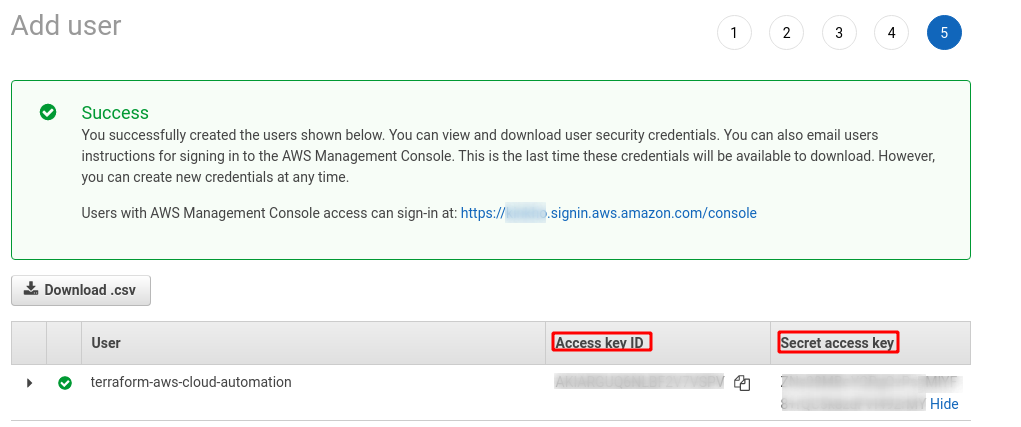 Add user
1 2 3 4 5
Success
You successfully created the users shown below. You can view and download user security credentials. You can also email users
instructions for signing in to the AWS Management Console. This is the last time these credentials will be available to download. However,
you can create new credentials at any time.
Users with AWS Management Console access can sign-in at: https://.signin.aws.amazon.com/console
Download .csv
User Access key ID Secret access key
terraform-aws-cloud-automation
Hide